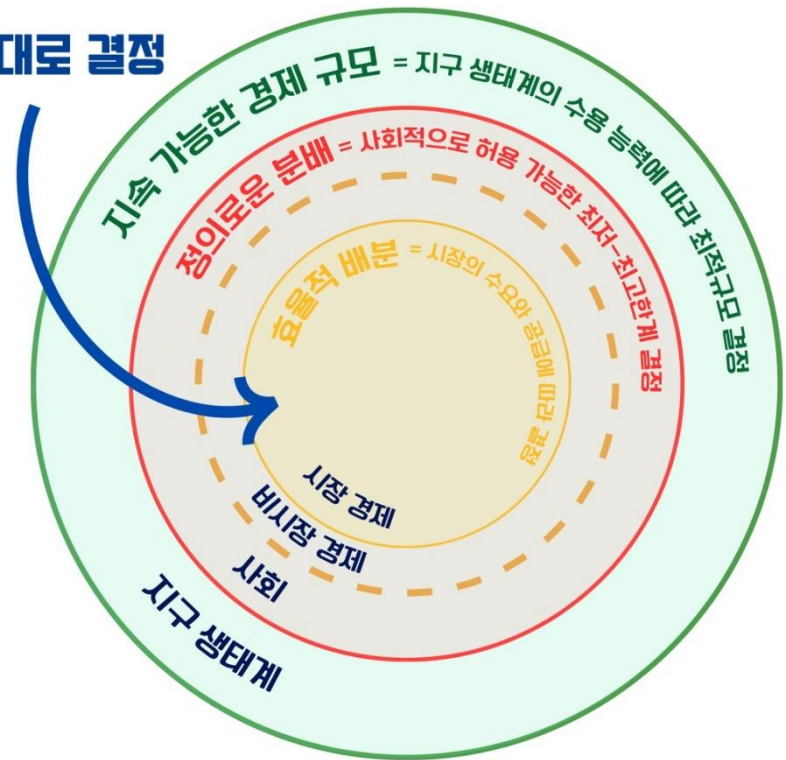 대로 결정
지속 가능한 경제 규모 = 지구 생태계의 수용 능력에 따라 최적규모 결정
정의로운 분배 = 사회적으로 허용 가능한 최저-최고한계 결정
효율적 배분 = 시장의 수요와 공급에 따라 결정
시장 경제
비시장 경제
사회
지구 생태계